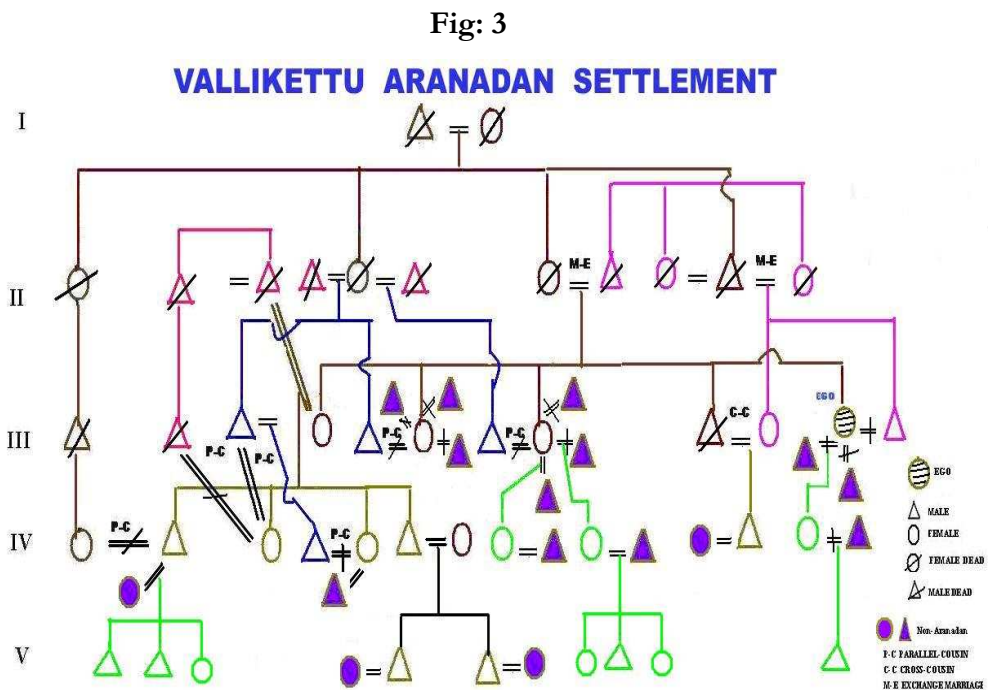 Fig: 3
VALLIKETTU ARANADAN SETTLEMENT
I
II
M-E
M-E
III
P-C
P-C
P-C
P-C
C-C
EGO
EGO
MALE
FEMALE
FEMALE DEAD
MALE DEAD
IV
P-C
P-C
Non-Aranadan
P-C PARALLEL-COUSIN
C-C CROSS-COUSIN
M-E EXCHANGE MARRIAGE
V